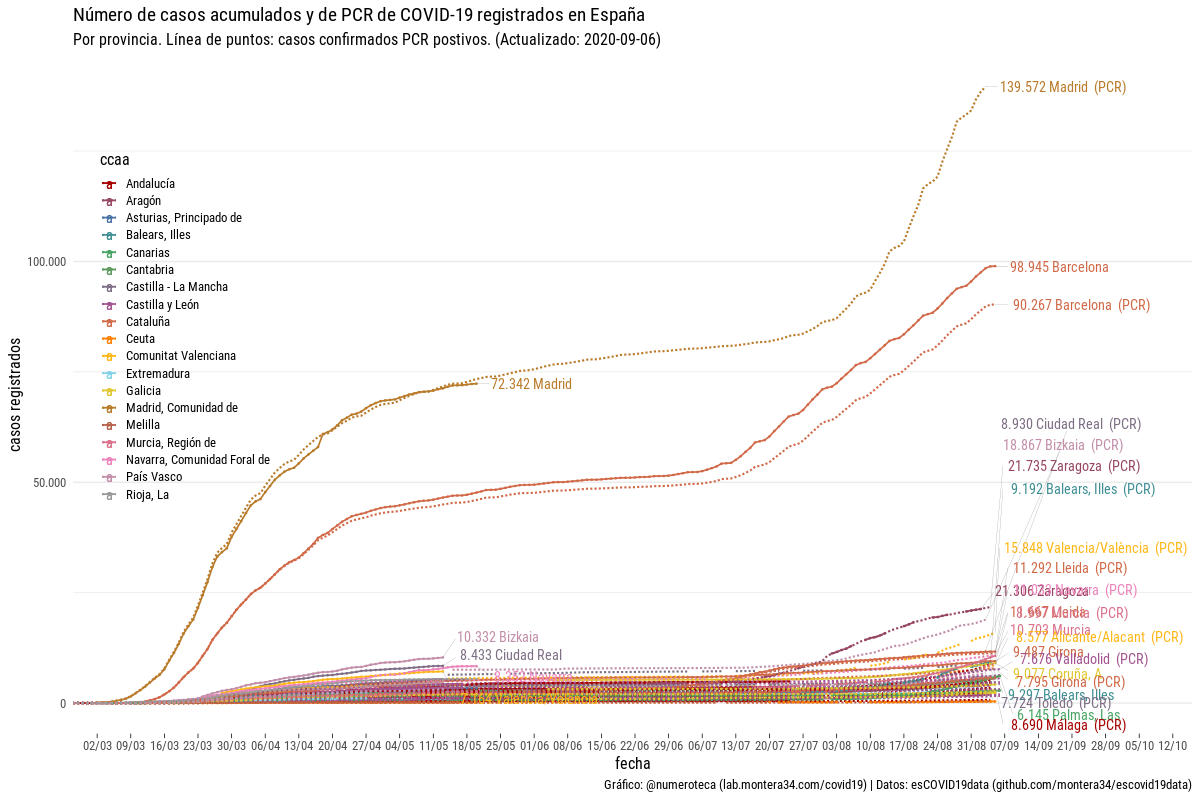 Número de casos acumulados y de PCR de COVID-19 registrados en España
Por provincia. Línea de puntos: casos confirmados PCR postivos. (Actualizado: 2020-09-06)
casos registrados
100.000
50.000
0
ccaa
Andalucía
Aragón
Asturias, Principado de
Balears, Illes
Canarias
Cantabria
Castilla - La Mancha
Castilla y León
Cataluña
Ceuta
Comunitat Valenciana
Extremadura
Galicia
Madrid, Comunidad de
Melilla
Murcia, Región de
Navarra, Comunidad Foral de
País Vasco
Rioja, La
139.572 Madrid (PCR)
98.945 Barcelona
90.267 Barcelona (PCR)
72.342 Madrid
8.930 Ciudad Real (PCR)
18.867 Bizkaia (PCR)
21.735 Zaragoza (PCR)
9.192 Balears, Illes (PCR)
15.848 Valencia/València (PCR)
11.292 Lleida (PCR)
21.306 Zaragoza
Navarra (PCR)
Murcia (PCR)
10.703 Murcia
8.577 Alicante/Alacant (PCR)
9.487 Girona
7.676 Valladolid (PCR)
9.077 Coruña, A
7.795 Girona (PCR)
9.297 Balears, Illes
7.724 Toledo (PCR)
6.145 Palmas, Las
8.690 Málaga (PCR)
10.332 Bizkaia
8.433 Ciudad Real
02/03 09/03 16/03 23/03 30/03 06/04 13/04 20/04 27/04 04/05 11/05 18/05 25/05 01/06 08/06 15/06 22/06 29/06 06/07 13/07 20/07 27/07 03/08 10/08 17/08 24/08 31/08 07/09 14/09 21/09 28/09 05/10 12/10
fecha
Gráfico: @numeroteca (lab.montera34.com/covid19) | Datos: esCOVID19data (github.com/montera34/escovid19data)